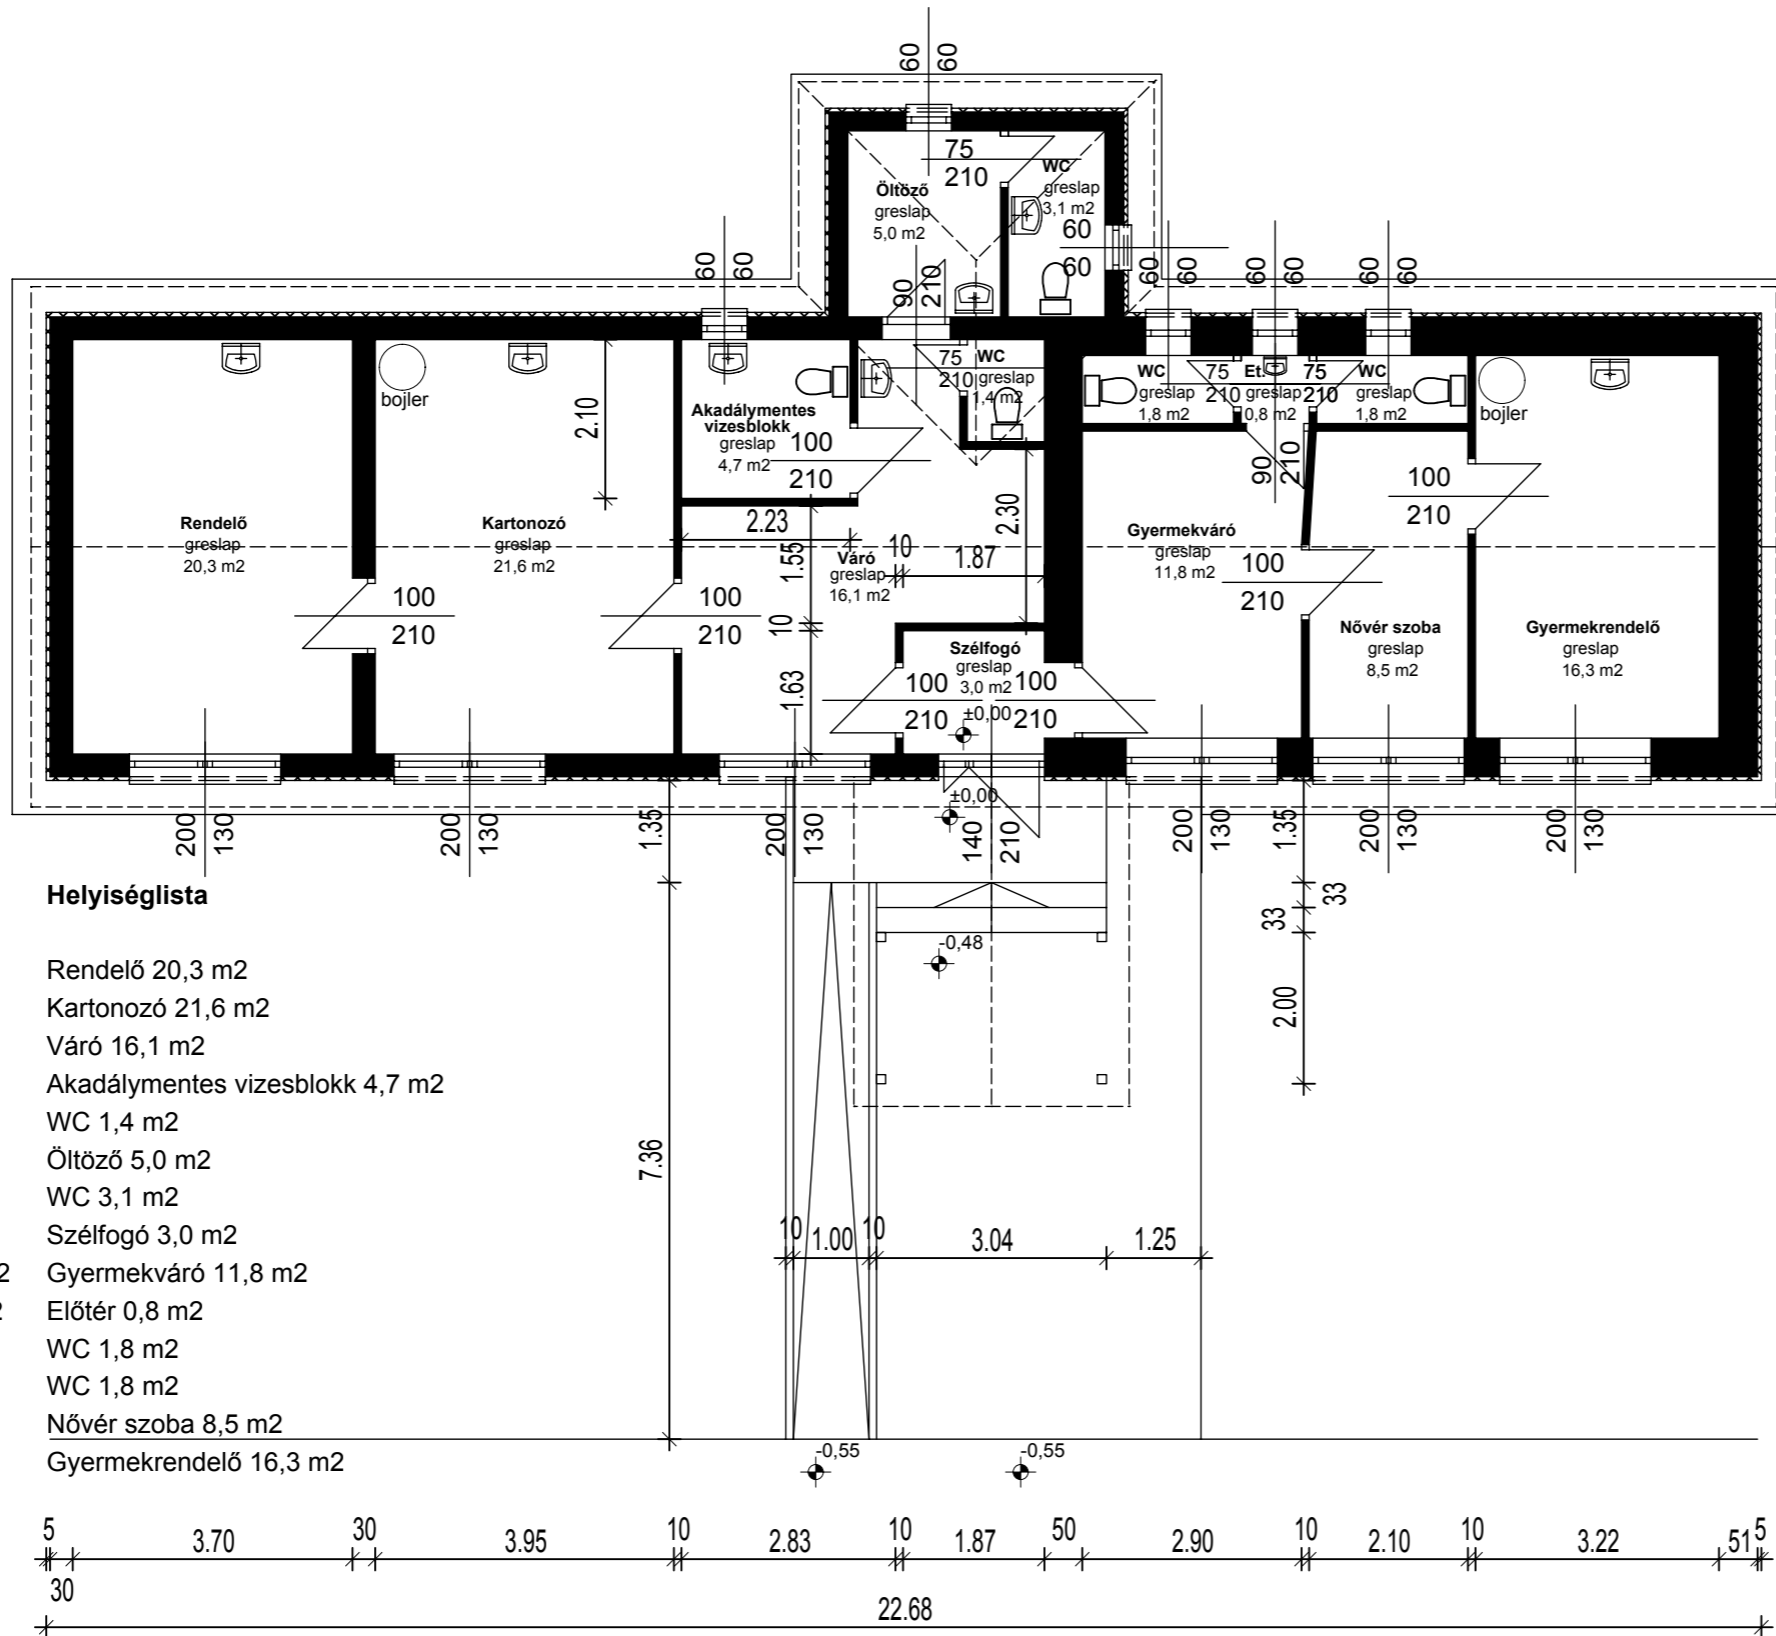 60
60
75
210
WC
greslap
3,1 m2
Öltöző
greslap
5,0 m2
60
60
90
210
60
60
60
60
60
60
60
60
bojler
2.10
Akadálymentes
vizesblokk
greslap
4,7 m2
100
210
75
210
WC
greslap
1,4 m2
WC
greslap
1,8 m2
75
210
Et.
greslap
0,8 m2
75
210
WC
greslap
1,8 m2
bojler
90
210
100
210
Rendelő
greslap
20,3 m2
Kartonozó
greslap
21,6 m2
2.23
1.55
Váró
greslap
16,1 m2
10
1.87
2.30
Gyermekváró
greslap
11,8 m2
100
210
100
210
100
210
10
1.63
Szélfogó
greslap
3,0 m2
100
210
100
210
±0,00
Nővér szoba
greslap
8,5 m2
Gyermekrendelő
greslap
16,3 m2
±0,00
200
130
200
130
1.35
200
130
140
210
200
130
1.35
200
130
200
130
33
33
-0,48
2.00
Helyiséglista
Rendelő 20,3 m2
Kartonozó 21,6 m2
Váró 16,1 m2
Akadálymentes vizesblokk 4,7 m2
WC 1,4 m2
Öltöző 5,0 m2
WC 3,1 m2
Szélfogó 3,0 m2
2 Gyermekváró 11,8 m2
2 Előtér 0,8 m2
WC 1,8 m2
WC 1,8 m2
Nővér szoba 8,5 m2
Gyermekrendelő 16,3 m2
7.36
10
1.00
10
3.04
1.25
-0,55
-0,55
5
3.70
30
3.95
10
2.83
10
1.87
50
2.90
10
2.10
10
3.22
51
5
30
22.68